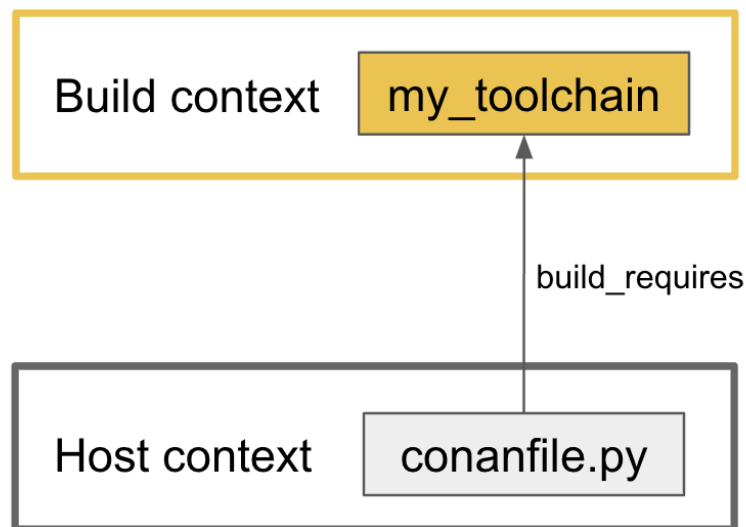 Build context
my_toolchain
build_requires
Host context
conanfile.py